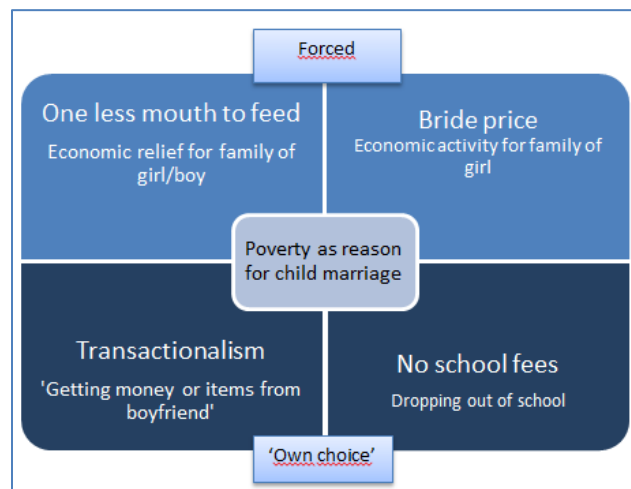 Forced
One less mouth to feed
Economic relief for family of
girl/boy
Bride price
Economic activity for family of
girl
Poverty as reason
for child marriage
Transactionalism
'Getting money or items from
boyfriend'
No school fees
Dropping out of school
‘Own choice’